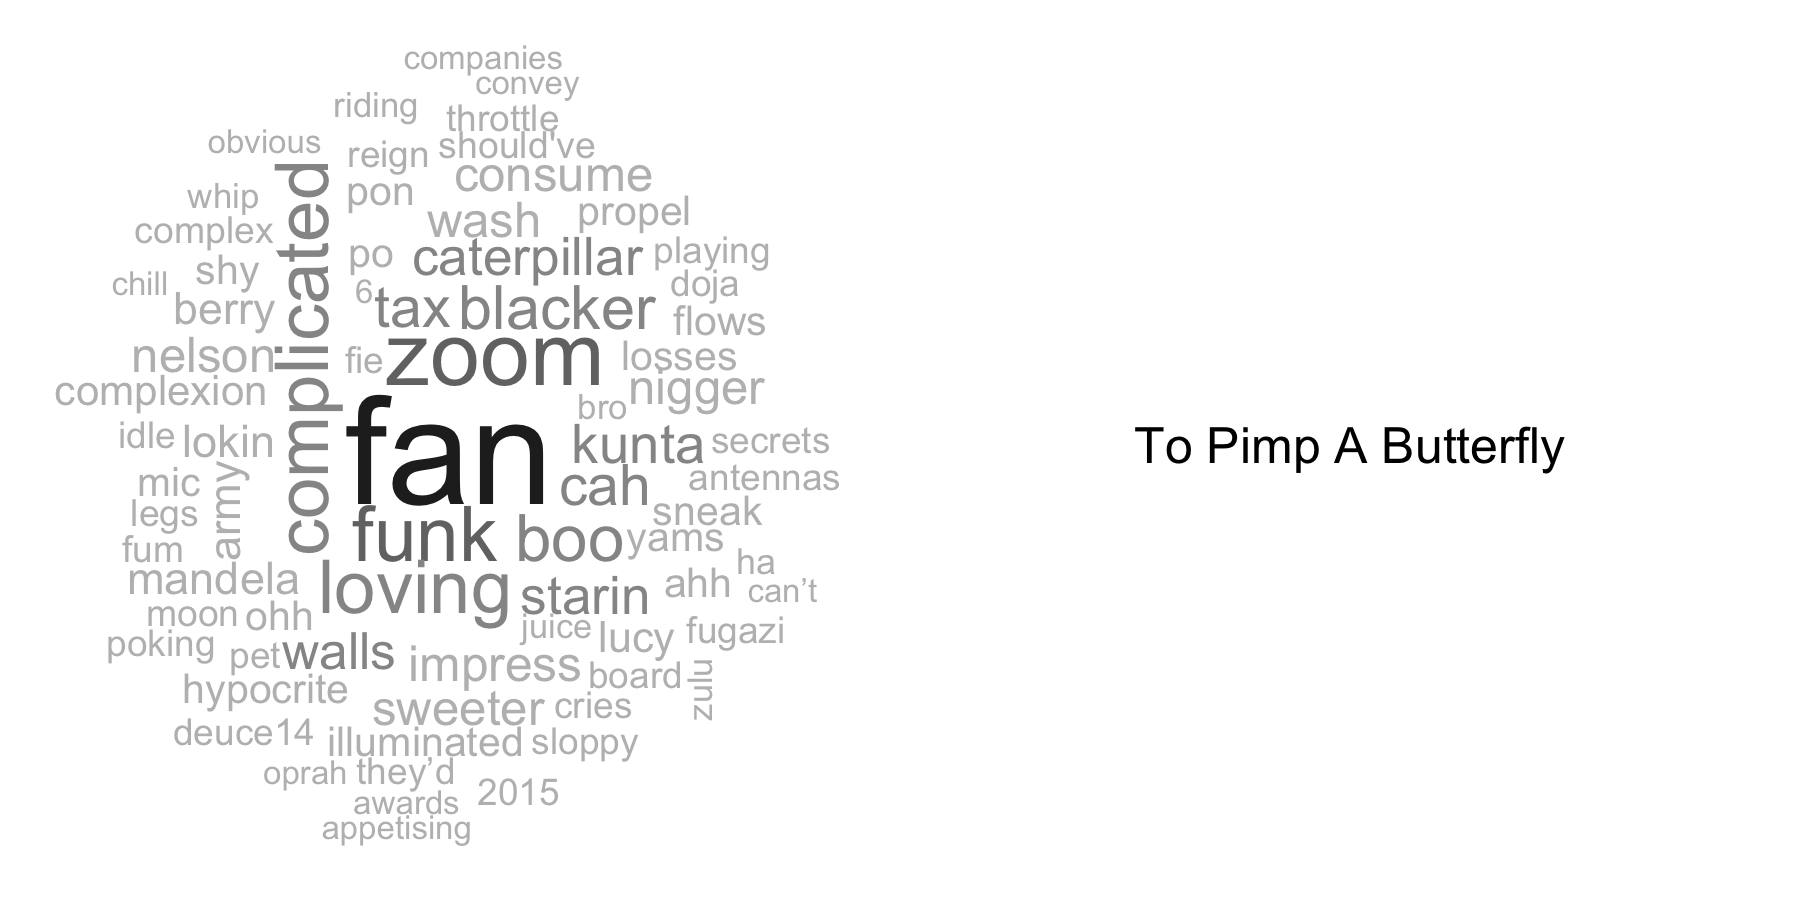 companies
convey
riding
throttle
obvious
should've
reign
consume
complicated
whip
pon
propel
wash
complex
po
caterpillar
playing
shy
chill
6
doja
berry
tax
blacker
flows
nelson
fie
zoom
losses
complexion
nigger
bro
fan
idle
lokin
kunta
secrets
To Pimp A Butterfly
mic
army
cah
antennas
legs
sneak
fum
funk
boo
yams
ha
mandela
loving
starin
ahh
can’t
moon
ohh
juice
lucy
fugazi
poking
pet
walls
impress
board
zulu
hypocrite
sweeter
cries
deuce14
illuminated
sloppy
oprah
they’d
2015
awards
appetising